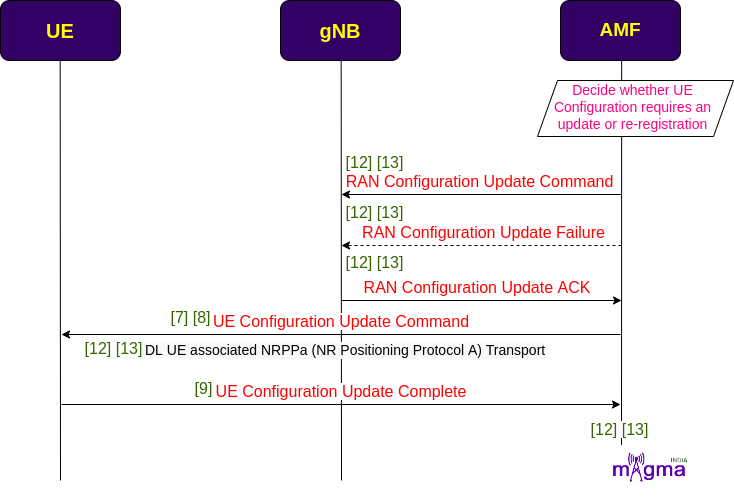 UE
gNB
AMF
Decide whether UE
Configuration requires an
update or re-registration
[12] [13]
RAN Configuration Update Command
[12] [13]
RAN Configuration Update Failure
[12] [13]
RAN Configuration Update ACK
[7] [8] UE Configuration Update Command
[12] [13] DL UE associated NRPPa (NR Positioning Protocol A) Transport
[9] UE Configuration Update Complete
[12] [13]
INDIA
magma